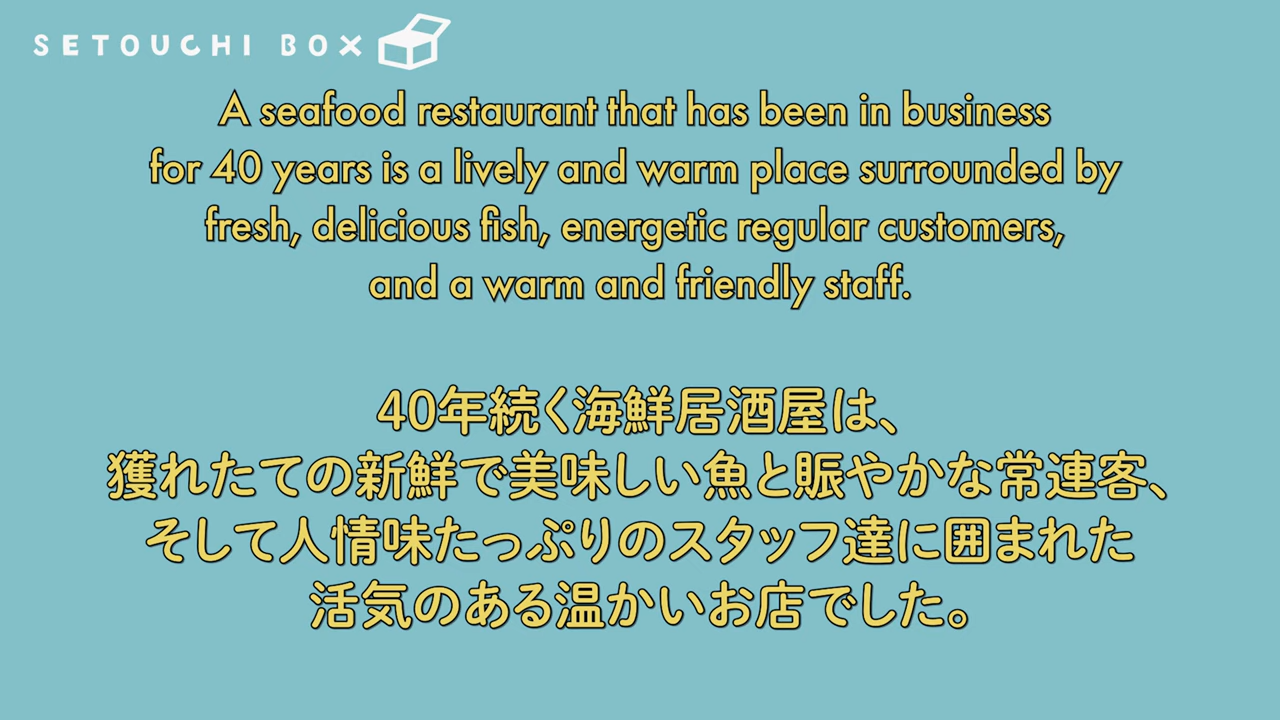 SETOUCHI BOX
A seafood restaurant that has been in business
for 40 years is a lively and warm place surrounded by
fresh, delicious fish, energetic regular customers,
and a warm and friendly staff.
40年続く海鮮居酒屋は、
獲れたての新鮮で美味しい魚と賑やかな常連客、
そして人情味たっぷりのスタッフ達に囲まれた
活気のある温かいお店でした。